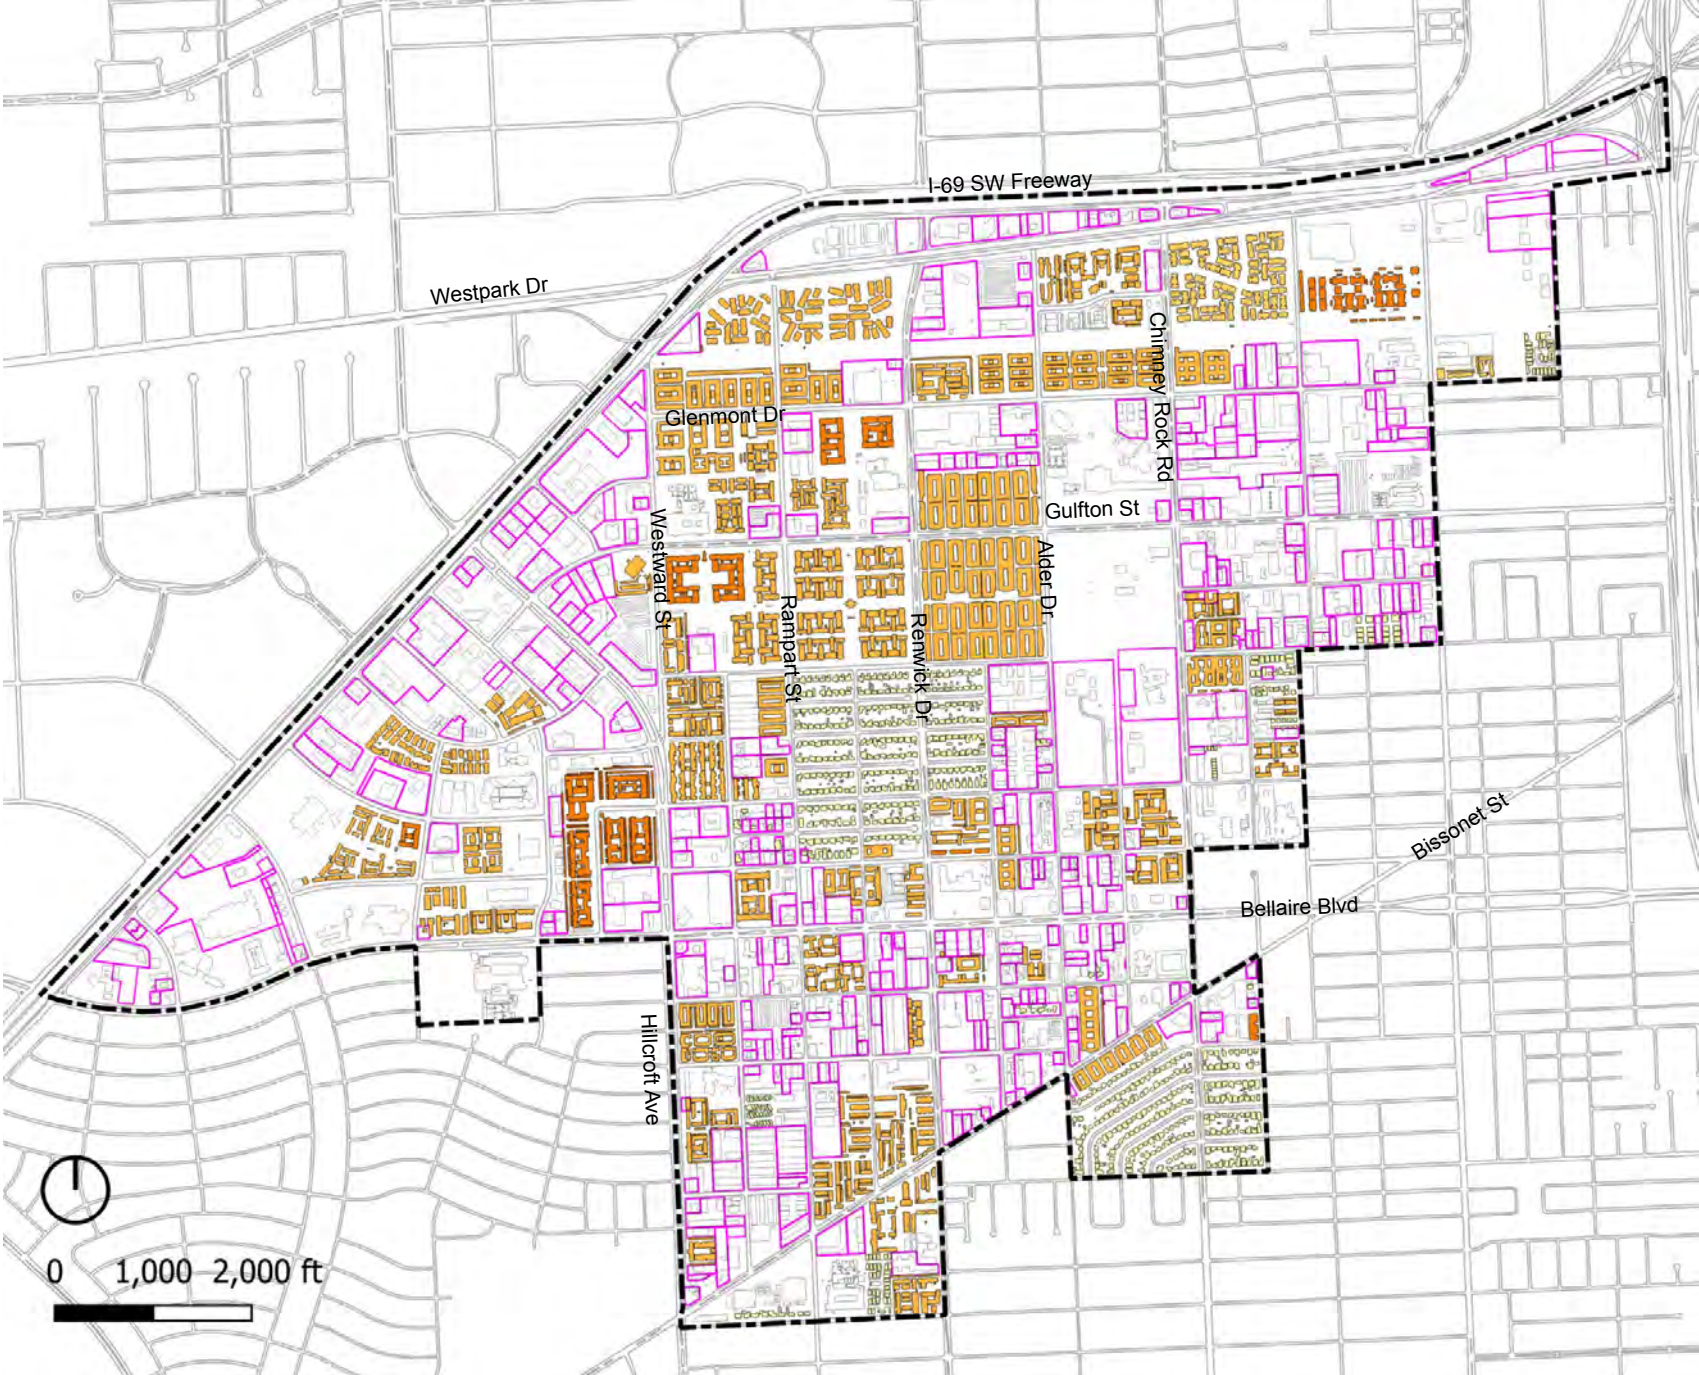 I-69 SW Freeway
Westpark Dr
Chimney Rock Rd
Glenmont Dr
Gulfton St
Westward St
Alder Dr
Rampart St
Renwick Dr
Bissonet St
Bellaire Blvd
Hillcroft Ave
0 1,000 2,000 ft